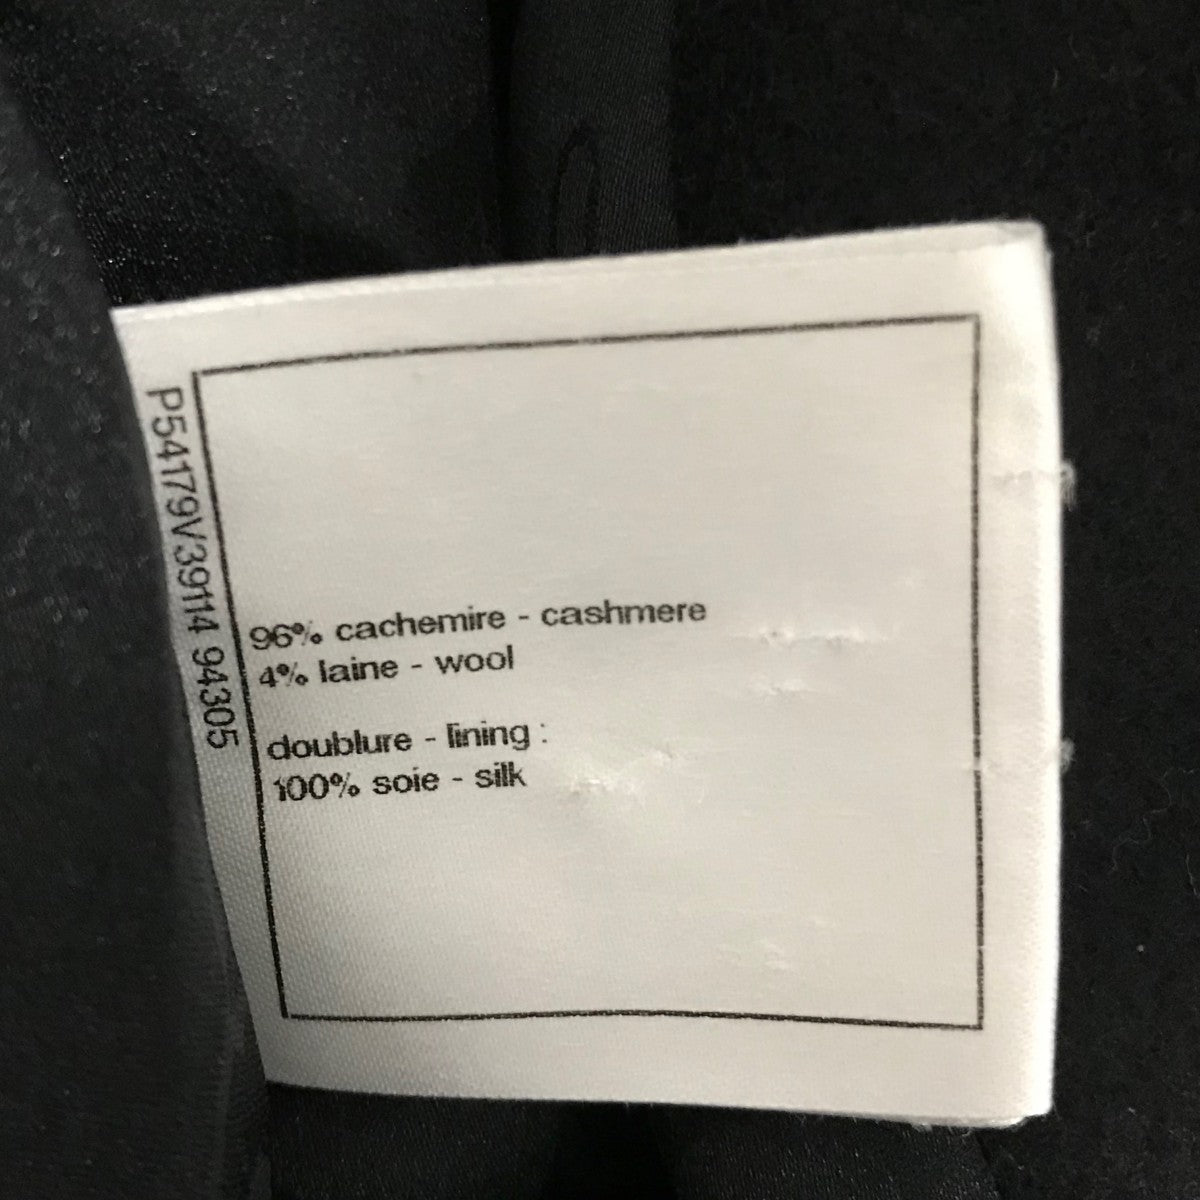 P54179V39114 94305
96% cachemire - cashmere
4% laine - wool
doublure - lining :
100% soie - silk